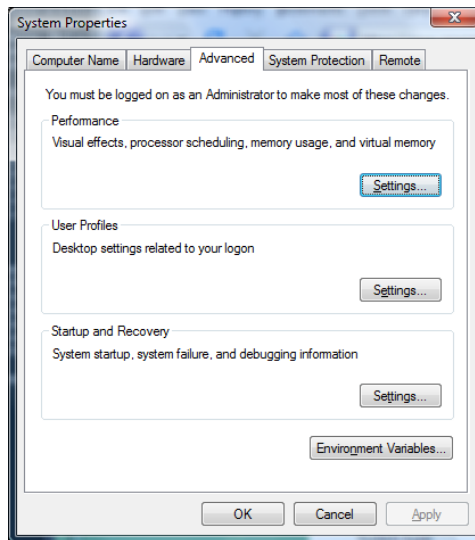 System Properties
Computer Name Hardware Advanced System Protection Remote
You must be logged on as an Administrator to make most of these changes.
Performance
Visual effects, processor scheduling, memory usage, and virtual memory
Settings...
User Profiles
Desktop settings related to your logon
Settings...
Startup and Recovery
System startup, system failure, and debugging information
Settings...
Environment Variables...
OK Cancel Apply